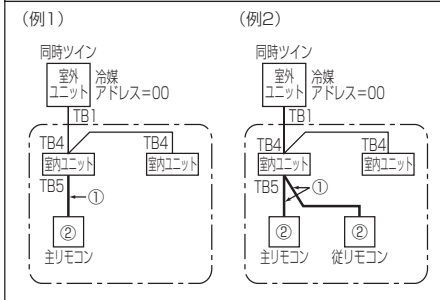 (例1)
同時ツイン
室外
ユニット
冷媒
アドレス=00
TB1
TB4
TB4
室内ユニット
室内ユニット
TB5
①
②
主リモコン
(例2)
同時ツイン
室外
ユニット
冷媒
アドレス=00
TB1
TB4
TB4
室内ユニット
室内ユニット
TB5
①
②
②
主リモコン
従リモコン